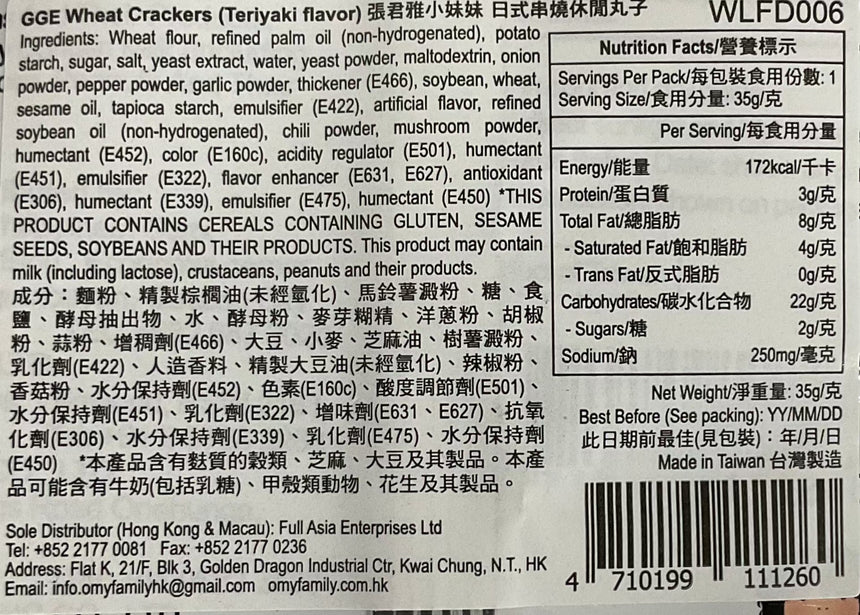 GGE Wheat Crackers (Teriyaki flavor) 張君雅小妹妹 日式串燒休閒丸子
WLFD006
Ingredients: Wheat flour, refined palm oil (non-hydrogenated), potato
starch, sugar, salt, yeast extract, water, yeast powder, maltodextrin, onion
powder, pepper powder, garlic powder, thickener (E466), soybean, wheat,
sesame oil, tapioca starch, emulsifier (E422), artificial flavor, refined
soybean oil (non-hydrogenated), chili powder, mushroom powder,
humectant (E452), color (E160c), acidity regulator (E501), humectant
(E451), emulsifier (E322), flavor enhancer (E631, E627), antioxidant
(E306), humectant (E339), emulsifier (E475), humectant (E450) *THIS
PRODUCT CONTAINS CEREALS CONTAINING GLUTEN, SESAME
SEEDS, SOYBEANS AND THEIR PRODUCTS. This product may contain
milk (including lactose), crustaceans, peanuts and their products.
成分：麵粉、精製棕櫚油(未經氫化)、馬鈴薯澱粉、糖、食
鹽、酵母抽出物、水、酵母粉、麥芽糊精、洋蔥粉、胡椒
粉、蒜粉、增稠劑(E466)、大豆、小麥、芝麻油、樹薯澱粉、
乳化劑(E422)、人造香料、精製大豆油(未經氫化)、辣椒粉、
香菇粉、水分保持劑(E452)、色素(E160c)、酸度調節劑(E501)、
水分保持劑(E451)、乳化劑(E322)、增味劑(E631、E627)、抗氧
化劑(E306)、水分保持劑(E339)、乳化劑(E475)、水分保持劑
(E450) *本產品含有麩質的穀類、芝麻、大豆及其製品。本產
品可能含有牛奶(包括乳糖)、甲殼類動物、花生及其製品。
Sole Distributor (Hong Kong & Macau): Full Asia Enterprises Ltd
Tel: +852 2177 0081 Fax: +852 2177 0236
Address: Flat K, 21/F, Blk 3, Golden Dragon Industrial Ctr, Kwai Chung, N.T., HK
Email: info.omyfamilyhk@gmail.com omyfamily.com.hk
Nutrition Facts/營養標示
Servings Per Pack/每包裝食用份數: 1
Serving Size/食用分量: 35g/克
Per Serving/每食用分量
Energy/能量 172kcal/千卡
Protein/蛋白質 3g/克
Total Fat/總脂肪 8g/克
- Saturated Fat/飽和脂肪 4g/克
- Trans Fat/反式脂肪 0g/克
Carbohydrates/碳水化合物 22g/克
- Sugars/糖 2g/克
Sodium/鈉 250mg/毫克
Net Weight/淨重量: 35g/克
Best Before (See packing): YY/MM/DD
此日期前最佳(見包裝)：年/月/日
Made in Taiwan 台灣製造
4 710199 111260